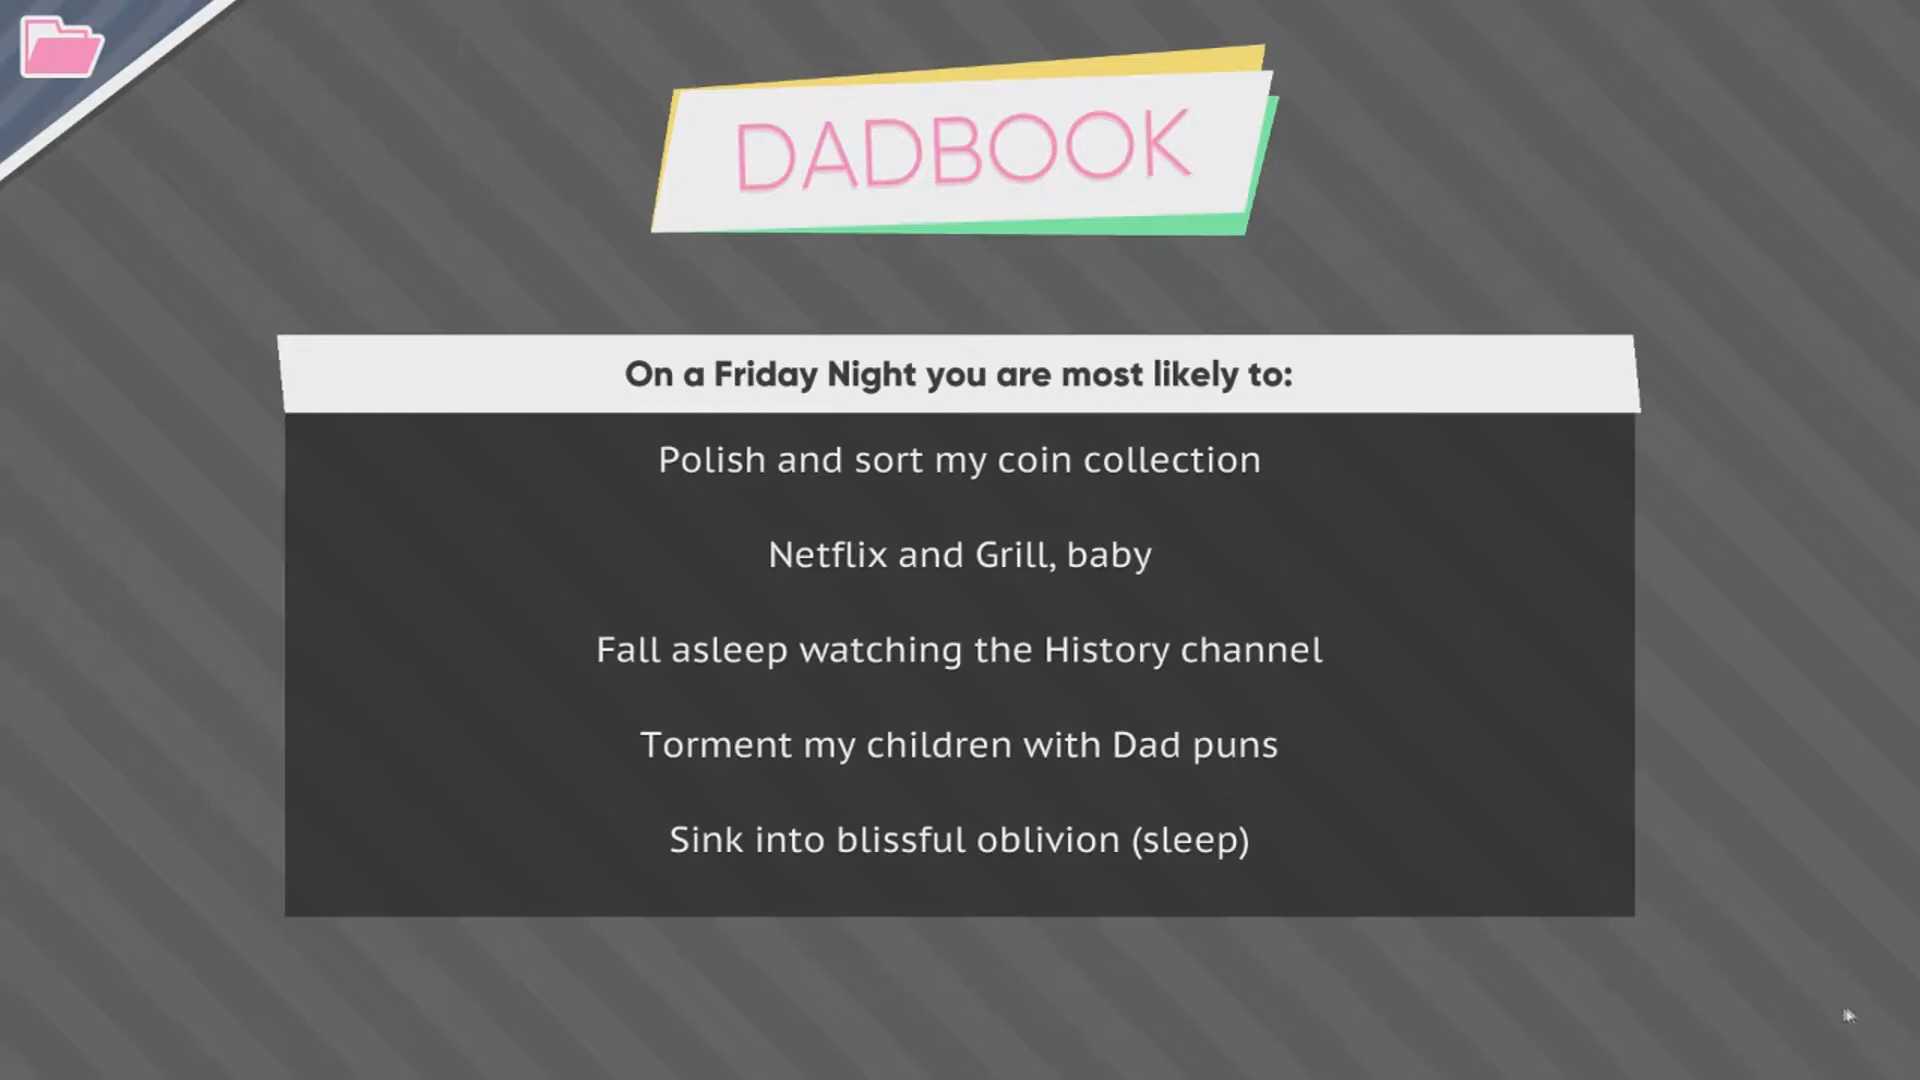 DADBOOK
On a Friday Night you are most likely to:
Polish and sort my coin collection
Netflix and Grill, baby
Fall asleep watching the History channel
Torment my children with Dad puns
Sink into blissful oblivion (sleep)